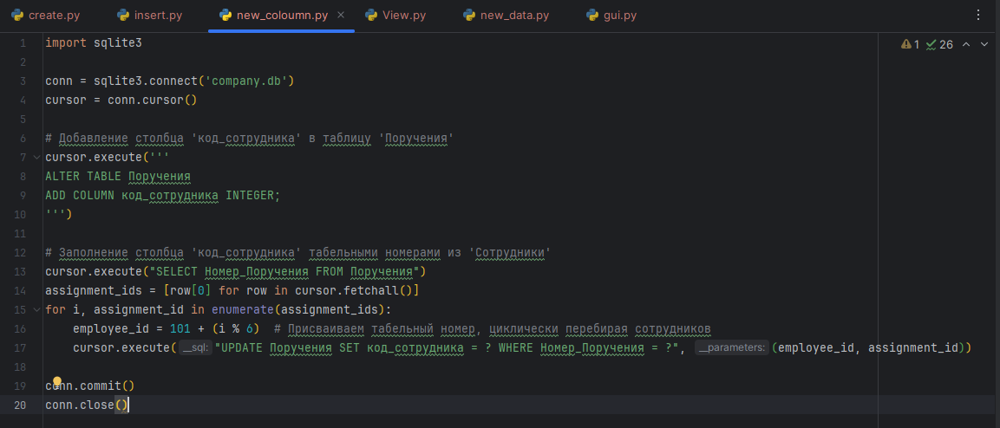 create.py insert.py new_coloumn.py View.py new_data.py gui.py
1 import sqlite3 1 26
2
3 conn = sqlite3.connect('company.db')
4 cursor = conn.cursor()
5
6 # Добавление столбца 'код_сотрудника' в таблицу 'Поручения'
7 cursor.execute('''
8 ALTER TABLE Поручения
9 ADD COLUMN код_сотрудника INTEGER;
10 ''')
11
12 # Заполнение столбца 'код_сотрудника' табельными номерами из 'Сотрудники'
13 cursor.execute("SELECT Номер_Поручения FROM Поручения")
14 assignment_ids = [row[0] for row in cursor.fetchall()]
15 for i, assignment_id in enumerate(assignment_ids):
16     employee_id = 101 + (i % 6)  # Присваиваем табельный номер, циклически перебирая сотрудников
17     cursor.execute(__sql: "UPDATE Поручения SET код_сотрудника = ? WHERE Номер_Поручения = ?", __parameters: (employee_id, assignment_id))
18
19 conn.commit()
20 conn.close()